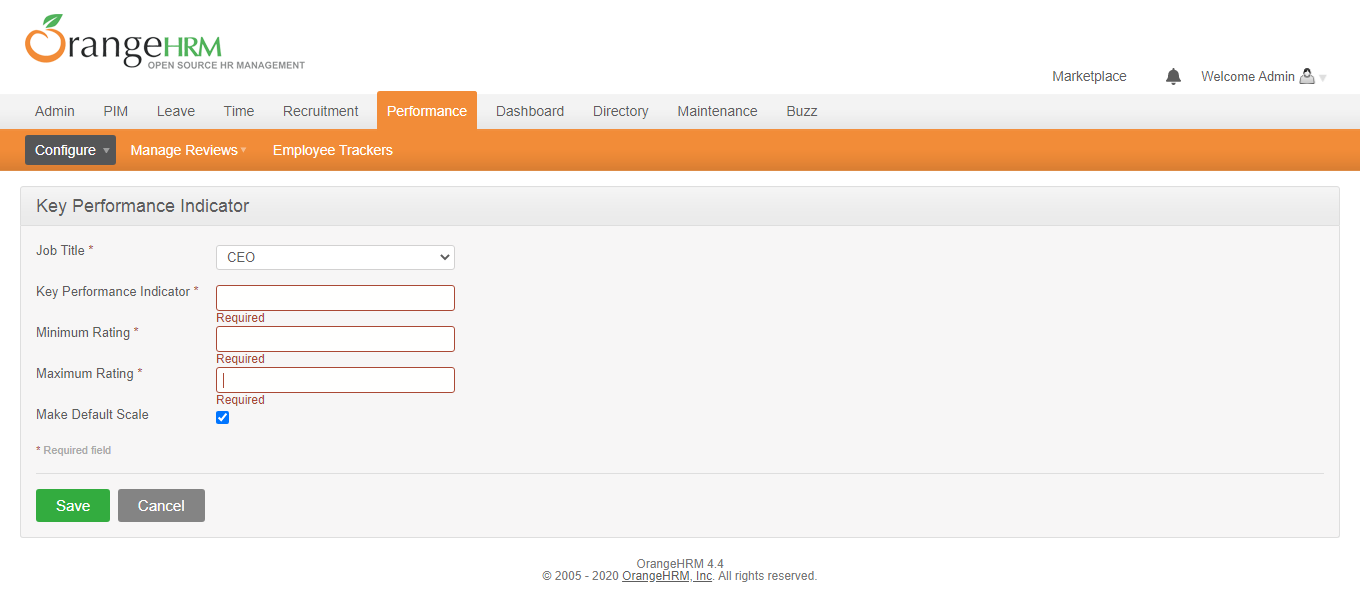 OrangeHRM
OPEN SOURCE HR MANAGEMENT
Marketplace Welcome Admin
Admin PIM Leave Time Recruitment Performance Dashboard Directory Maintenance Buzz
Configure Manage Reviews Employee Trackers
Key Performance Indicator
Job Title * CEO
Key Performance Indicator *
Required
Minimum Rating *
Required
Maximum Rating *
Required
Make Default Scale
* Required field
Save Cancel
OrangeHRM 4.4
© 2005 - 2020 OrangeHRM, Inc. All rights reserved.